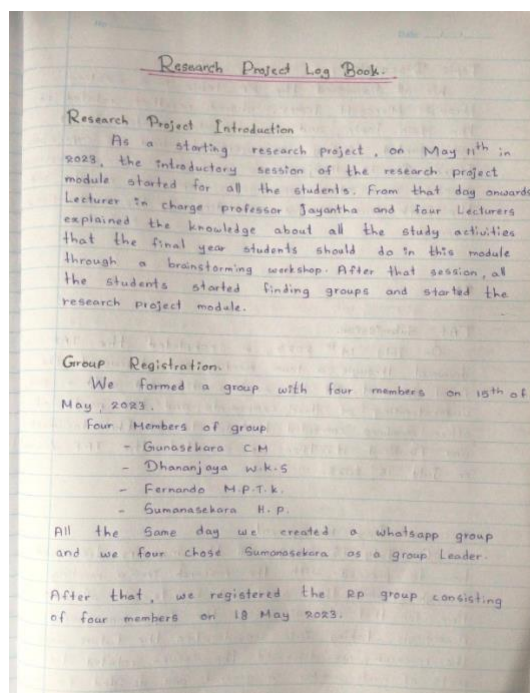 No:
Date
Research Project Log Book.
Research Project Introduction
As a starting research project, on May 11th in
2023, the introductory session of the research project
module started for all the students. From that day onwards
Lecturer in charge professor Jayantha and four Lecturers
explained the knowledge about all the study activities
that the final year students should do in this module
through a brainstorming workshop. After that session, all
the students started finding groups and started the
research project module.
Group Registration.
We formed a group with four members on 15th of
May, 2023.
Four Members of group
- Gunasekara C.M
- Dhananjaya W.K.S
- Fernando M.P.T.K.
- Sumanasekara H.P.
All the same day we created a whatsapp group
and we four chose Sumanasekara as a group Leader.
After that, we registered the RP group consisting
of four members on 18 May 2023.